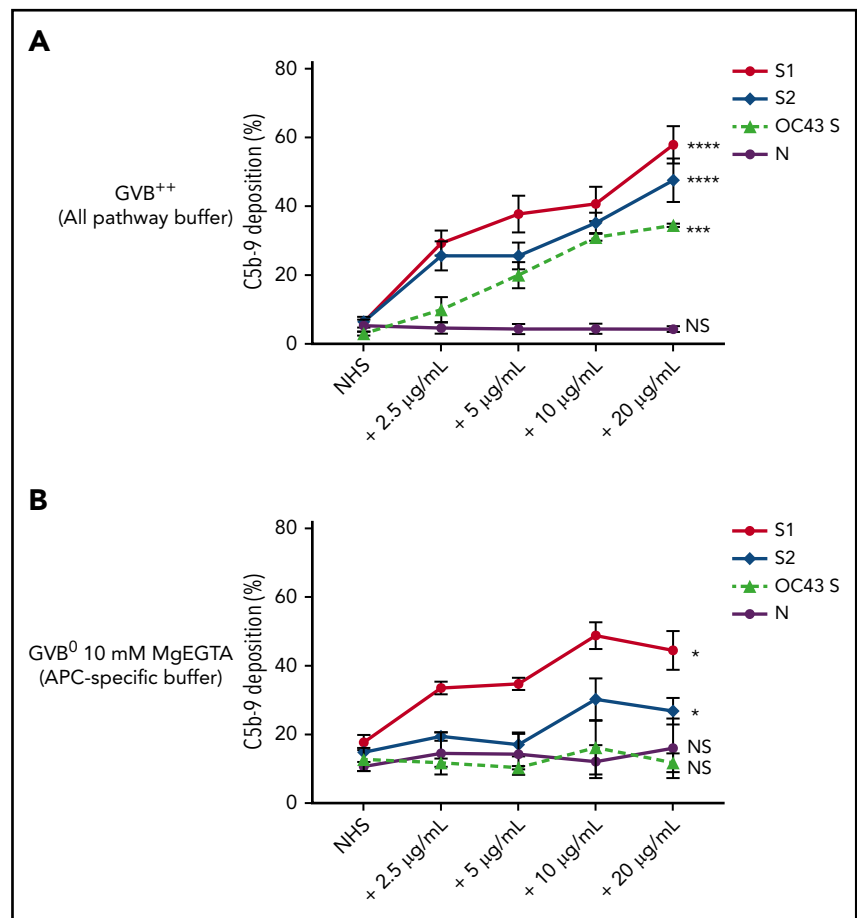 A
GVB++
(All pathway buffer)
C5b-9 deposition (%)
80
60
40
20
0
NHS
+ 2.5 µg/mL
+ 5 µg/mL
+ 10 µg/mL
+ 20 µg/mL
****
****
***
NS
S1
S2
OC43 S
N
B
GVB0 10 mM MgEGTA
(APC-specific buffer)
C5b-9 deposition (%)
80
60
40
20
0
NHS
+ 2.5 µg/mL
+ 5 µg/mL
+ 10 µg/mL
+ 20 µg/mL
*
*
NS
NS
S1
S2
OC43 S
N